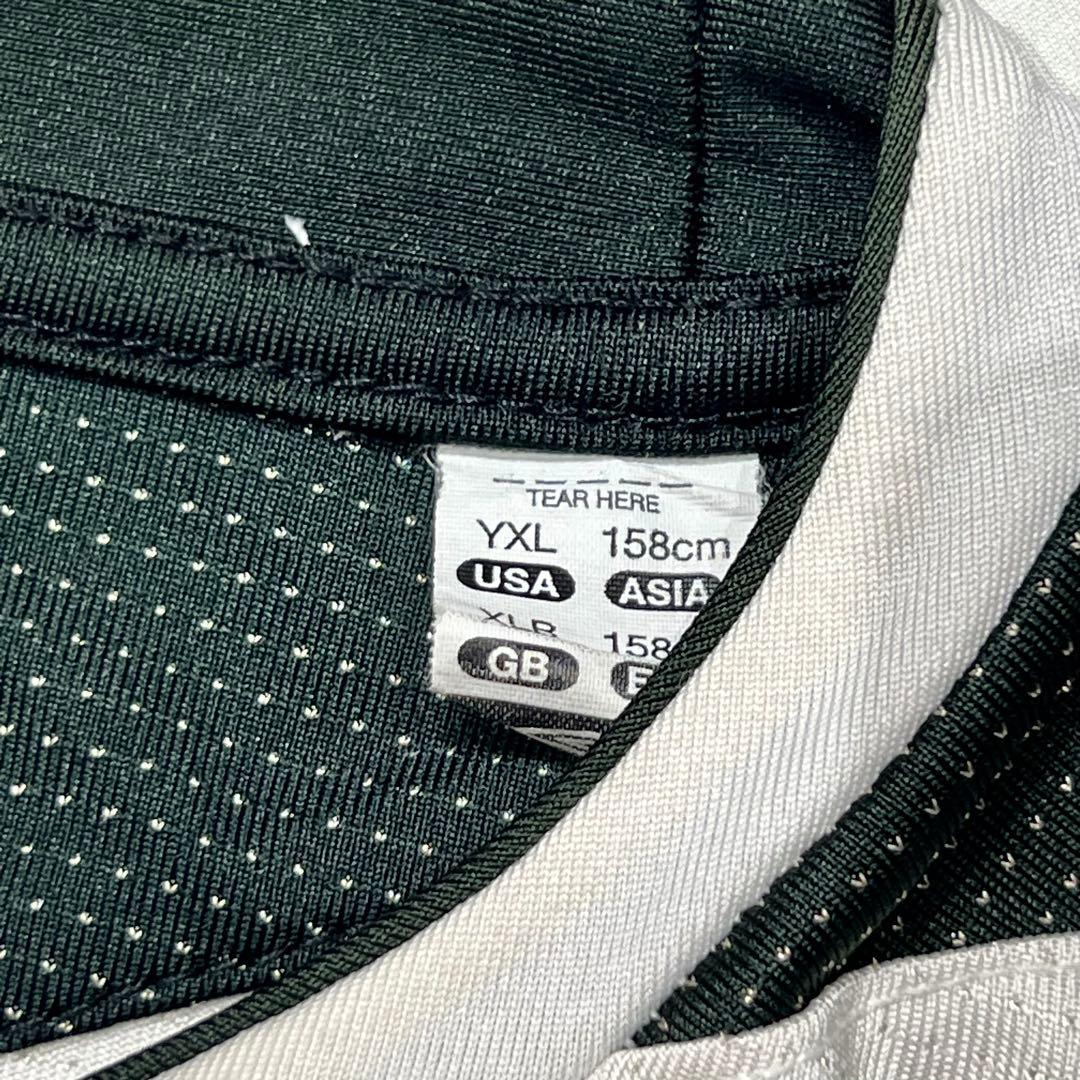 TEAR HERE
YXL 158cm
USA ASIA
XLB 158
GB